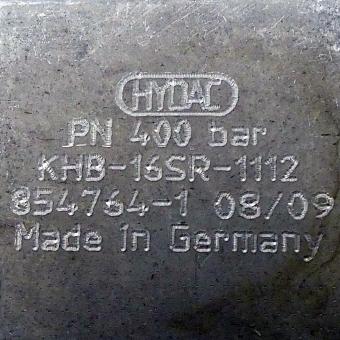 HYDAC
PN 400 bar
KHB-16SR-1112
854764-1 08/09
Made in Germany